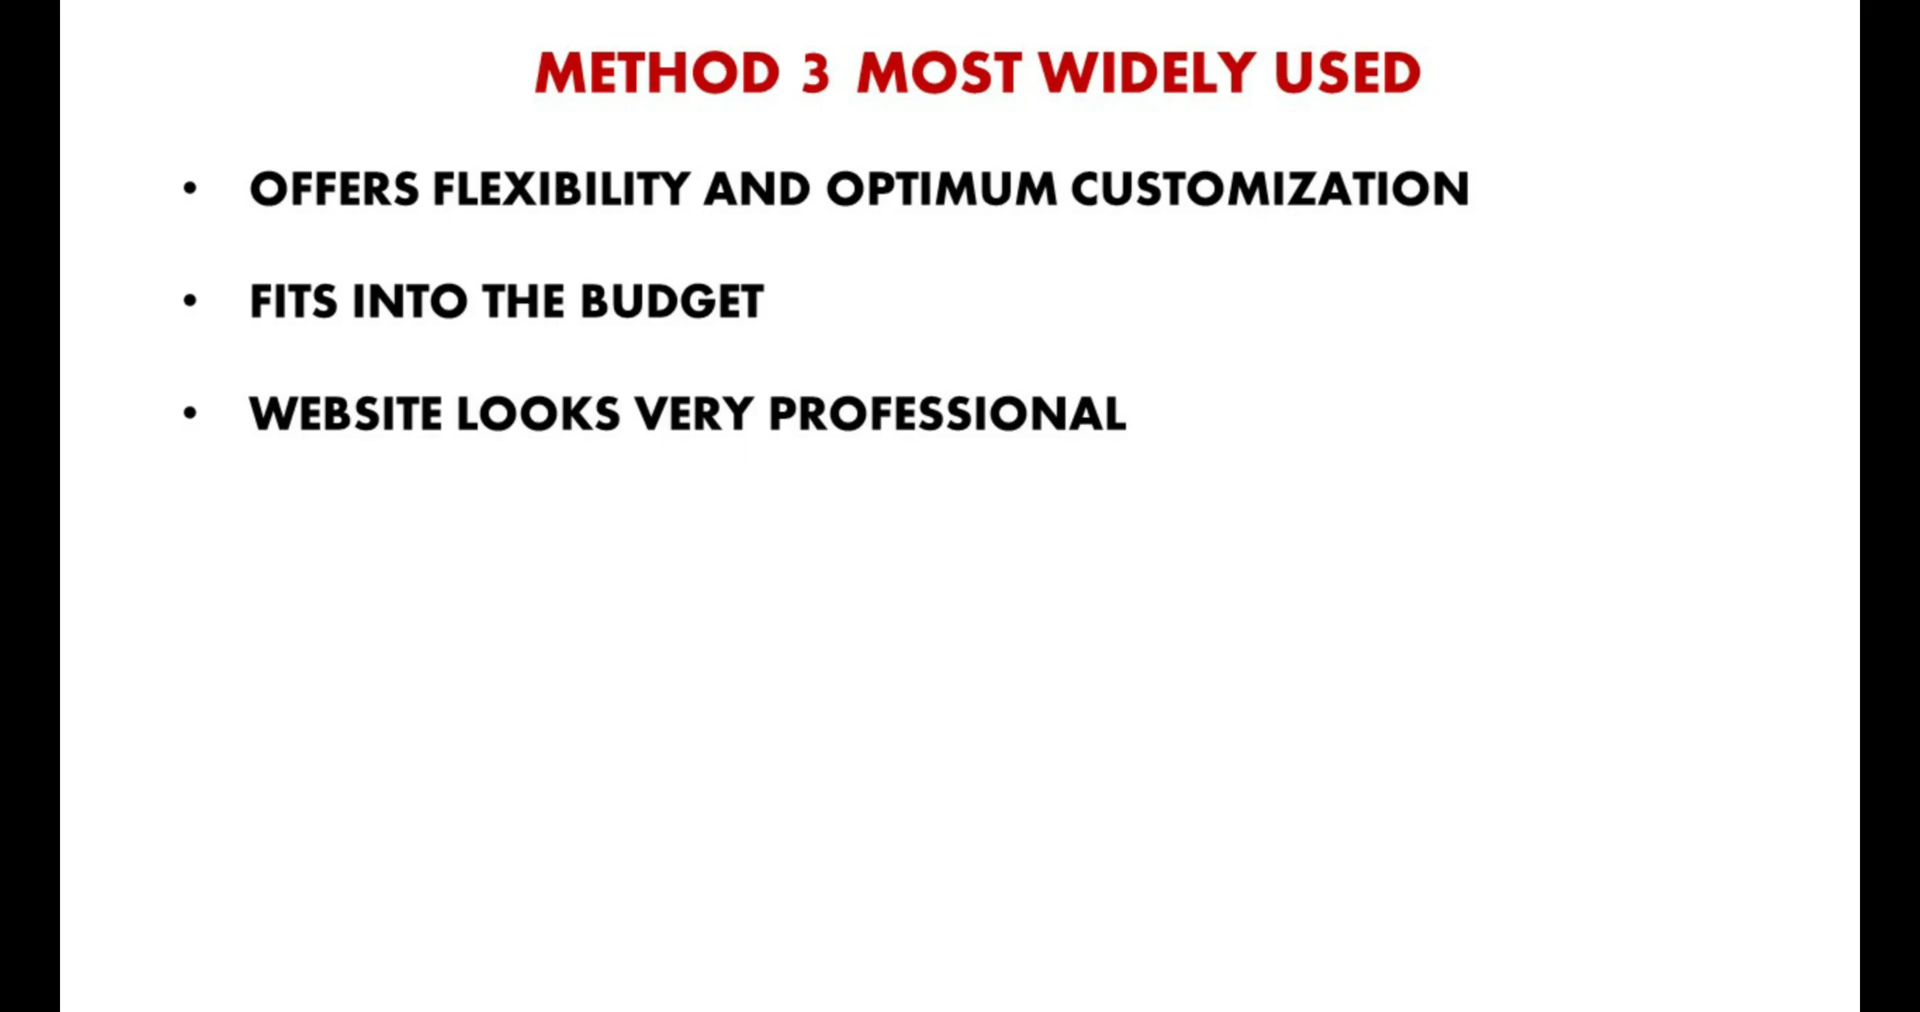 METHOD 3 MOST WIDELY USED
• OFFERS FLEXIBILITY AND OPTIMUM CUSTOMIZATION
• FITS INTO THE BUDGET
• WEBSITE LOOKS VERY PROFESSIONAL